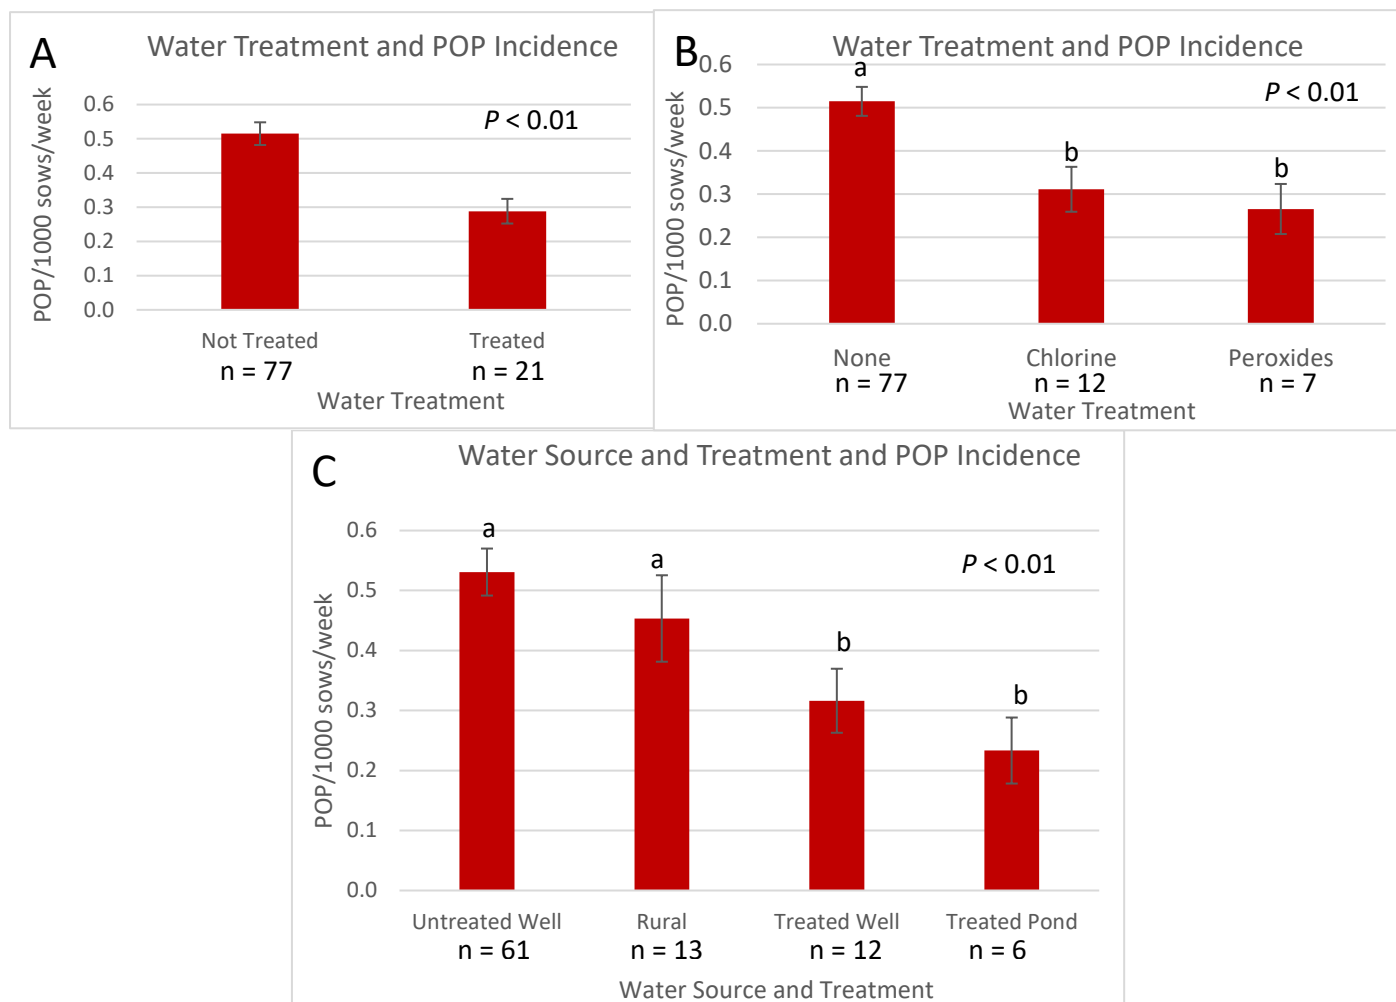 A
Water Treatment and POP Incidence
P < 0.01
POP/1000 sows/week
0.6
0.5
0.4
0.3
0.2
0.1
0.0
Not Treated
Treated
n = 77
n = 21
Water Treatment
B
Water Treatment and POP Incidence
P < 0.01
POP/1000 sows/week
0.6
0.5
0.4
0.3
0.2
0.1
0.0
a
b
b
None
Chlorine
Peroxides
n = 77
n = 12
n = 7
Water Treatment
C
Water Source and Treatment and POP Incidence
P < 0.01
POP/1000 sows/week
0.6
0.5
0.4
0.3
0.2
0.1
0.0
a
a
b
b
Untreated Well
Rural
Treated Well
Treated Pond
n = 61
n = 13
n = 12
n = 6
Water Source and Treatment